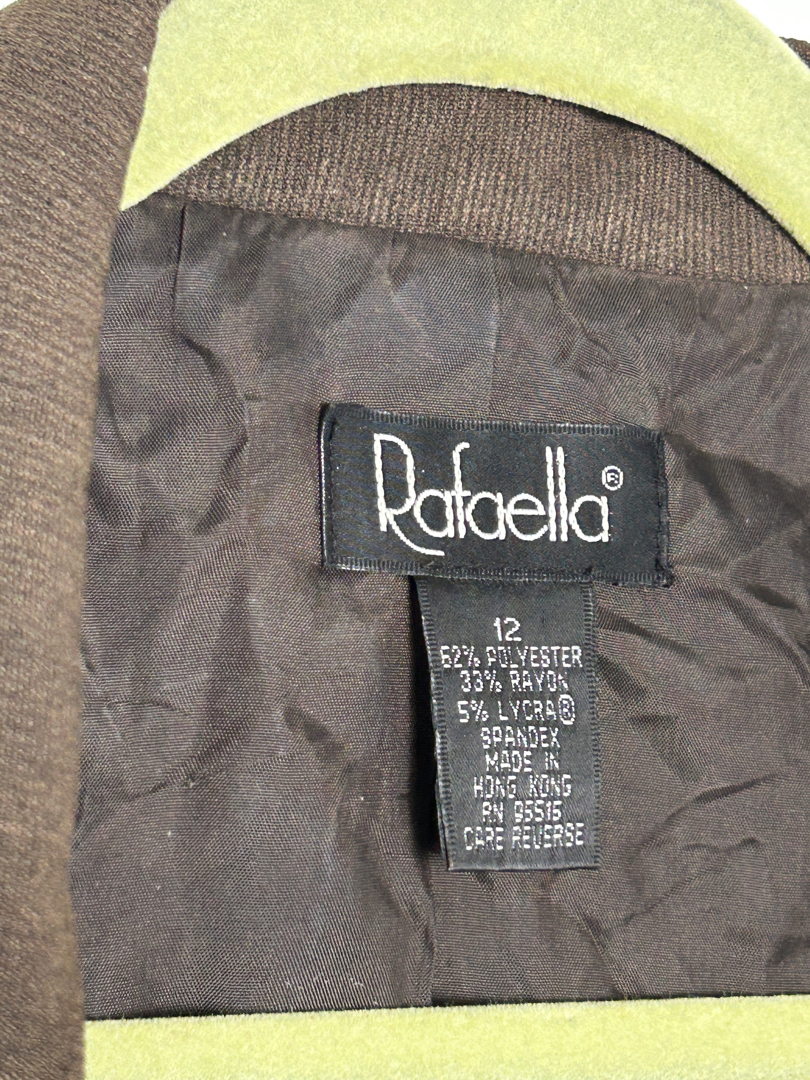 Rafaella®
12
62% POLYESTER
33% RAYON
5% LYCRA®
SPANDEX
MADE IN
HONG KONG
RN 95515
CARE REVERSE